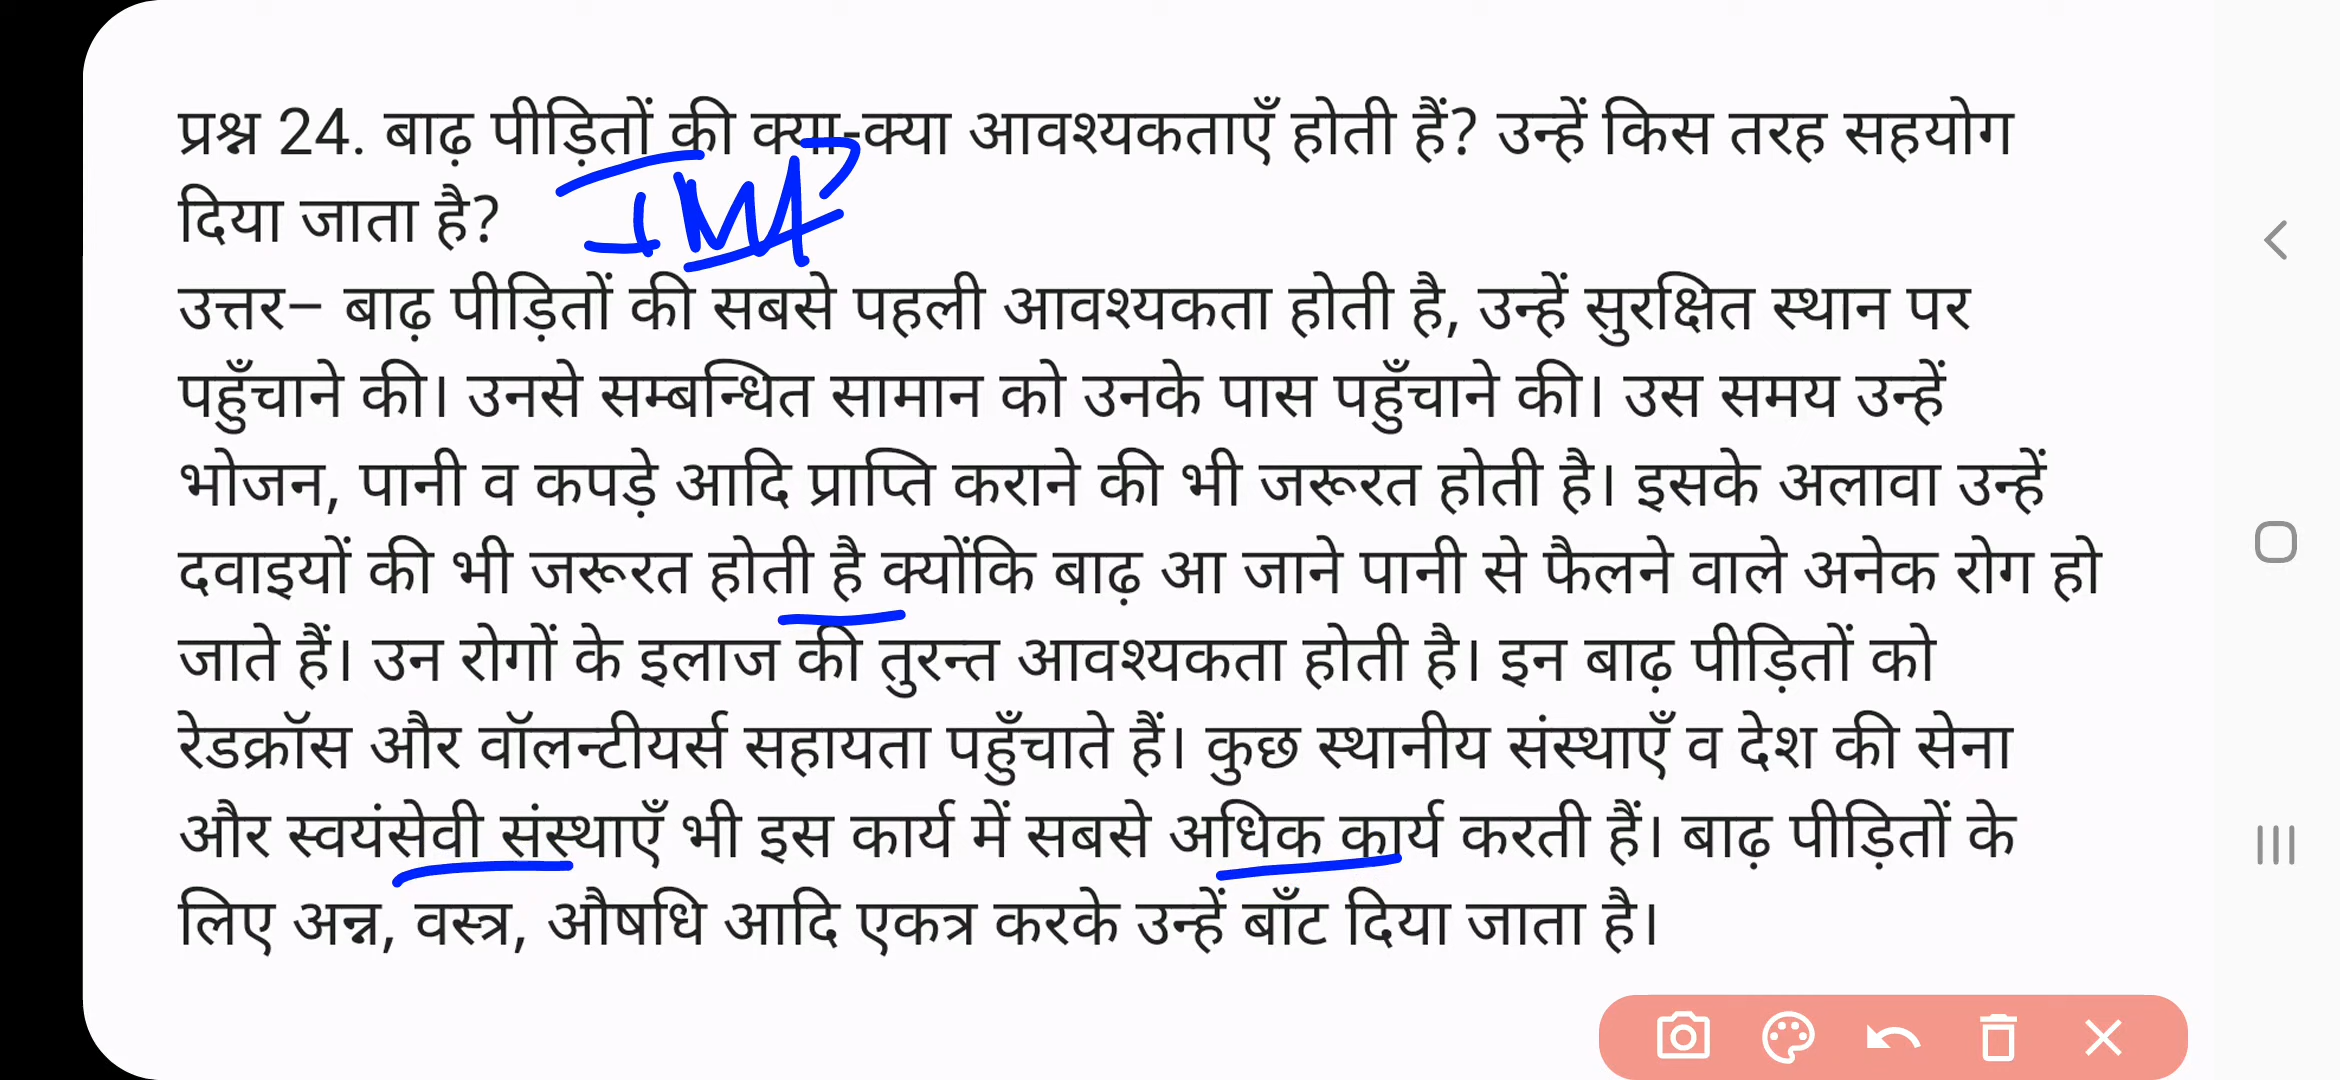 प्रश्न 24. बाढ़ पीड़ितों की क्या-क्या आवश्यकताएँ होती हैं? उन्हें किस तरह सहयोग
दिया जाता है?
IMP
उत्तर– बाढ़ पीड़ितों की सबसे पहली आवश्यकता होती है, उन्हें सुरक्षित स्थान पर
पहुँचाने की। उनसे सम्बन्धित सामान को उनके पास पहुँचाने की। उस समय उन्हें
भोजन, पानी व कपड़े आदि प्राप्ति कराने की भी जरूरत होती है। इसके अलावा उन्हें
दवाइयों की भी जरूरत होती है क्योंकि बाढ़ आ जाने पानी से फैलने वाले अनेक रोग हो
जाते हैं। उन रोगों के इलाज की तुरन्त आवश्यकता होती है। इन बाढ़ पीड़ितों को
रेडक्रॉस और वॉलन्टीयर्स सहायता पहुँचाते हैं। कुछ स्थानीय संस्थाएँ व देश की सेना
और स्वयंसेवी संस्थाएँ भी इस कार्य में सबसे अधिक कार्य करती हैं। बाढ़ पीड़ितों के
लिए अन्न, वस्त्र, औषधि आदि एकत्र करके उन्हें बाँट दिया जाता है।